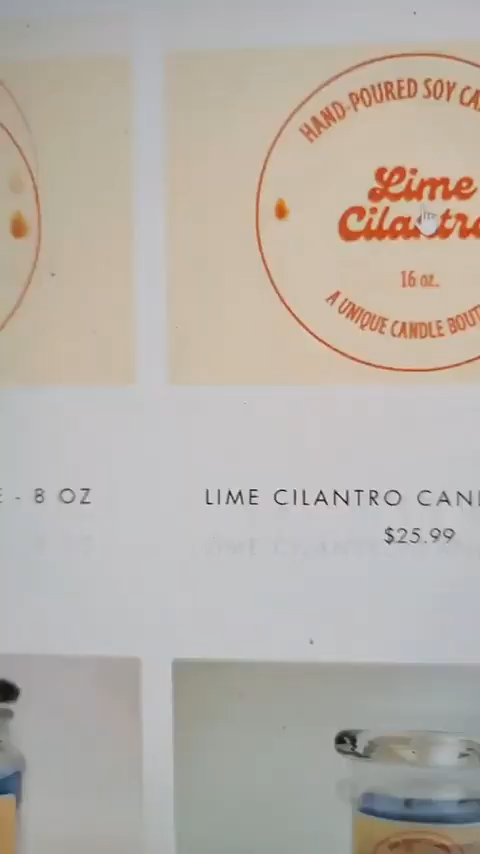 HAND-POURED SOY CA
Lime
Cilantro
16 oz.
A UNIQUE CANDLE BOUT
- 8 OZ
LIME CILANTRO CAN
$25.99